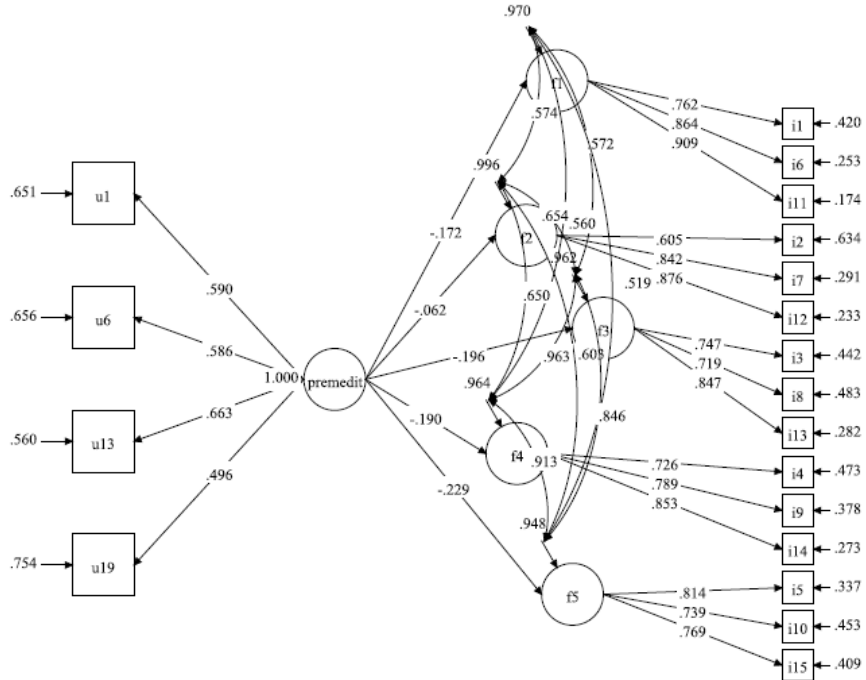 .970
f1
.762
.864
.909
i1
.420
i6
.253
i11
.174
.574
.572
.996
.651
u1
-.172
f2
.654
.560
.962
.605
.842
.876
i2
.634
i7
.291
i12
.233
.519
.590
-.062
.650
.656
u6
.586
f3
-.196
.963
.747
.719
.847
i3
.442
i8
.483
i13
.282
1.000
premedit
.964
.663
-.190
.846
.560
u13
f4
.913
.726
.789
.853
i4
.473
i9
.378
i14
.273
.496
-.229
.948
.754
u19
f5
.814
.739
.769
i5
.337
i10
.453
i15
.409